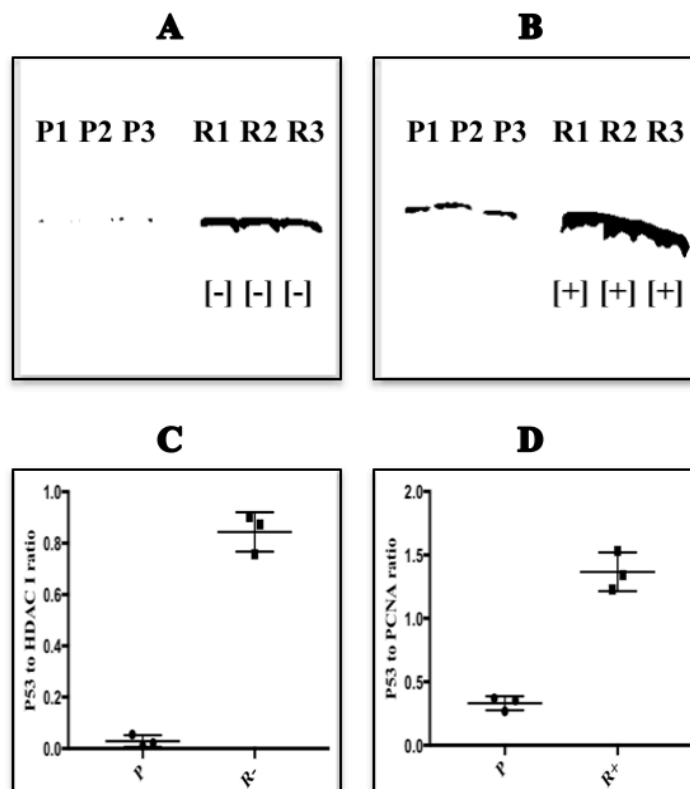 A
P1 P2 P3 R1 R2 R3
[-] [-] [-]
B
P1 P2 P3 R1 R2 R3
[+] [+] [+]
C
P53 to HDAC I ratio
1.0
0.8
0.6
0.4
0.2
0.0
P R-
D
P53 to PCNA ratio
2.0
1.5
1.0
0.5
0.0
P R+